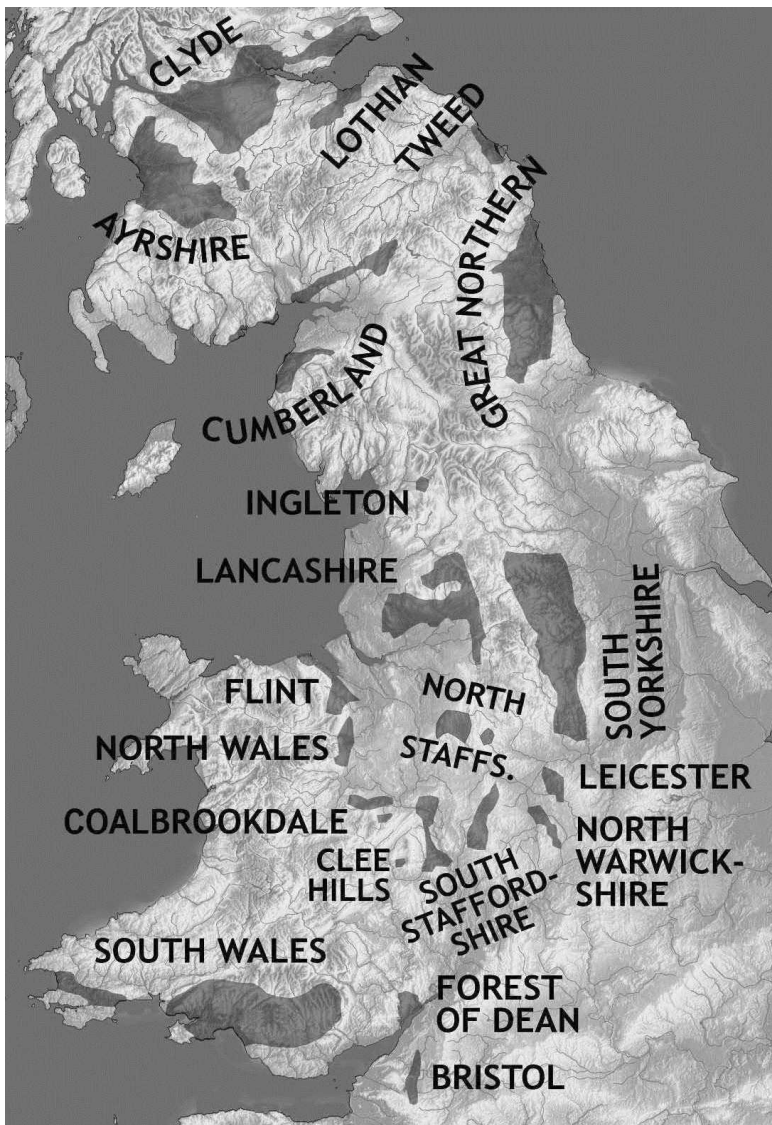 CLYDE
LOTHIAN
TWEED
AYRSHIRE
GREAT NORTHERN
CUMBERLAND
INGLETON
LANCASHIRE
SOUTH
YORKSHIRE
FLINT
NORTH
STAFFS.
NORTH WALES
LEICESTER
COALBROOKDALE
NORTH
WARWICK-
SHIRE
CLEE
HILLS
SOUTH
STAFFORD-
SHIRE
SOUTH WALES
FOREST
OF DEAN
BRISTOL